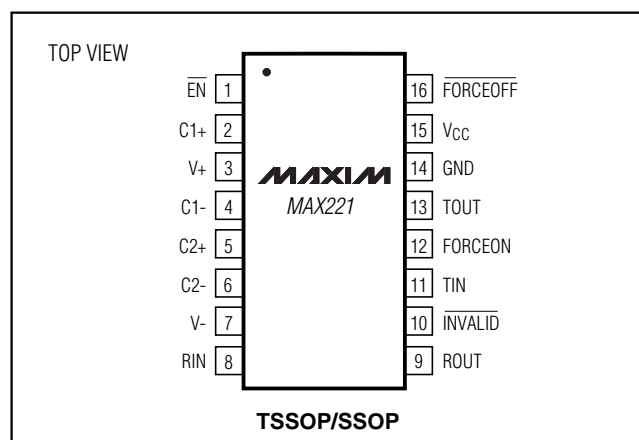 TOP VIEW
EN 1
C1+ 2
V+ 3
C1- 4
C2+ 5
C2- 6
V- 7
RIN 8
MAXIM
MAX221
16 FORCEOFF
15 VCC
14 GND
13 TOUT
12 FORCEON
11 TIN
10 INVALID
9 ROUT
TSSOP/SSOP